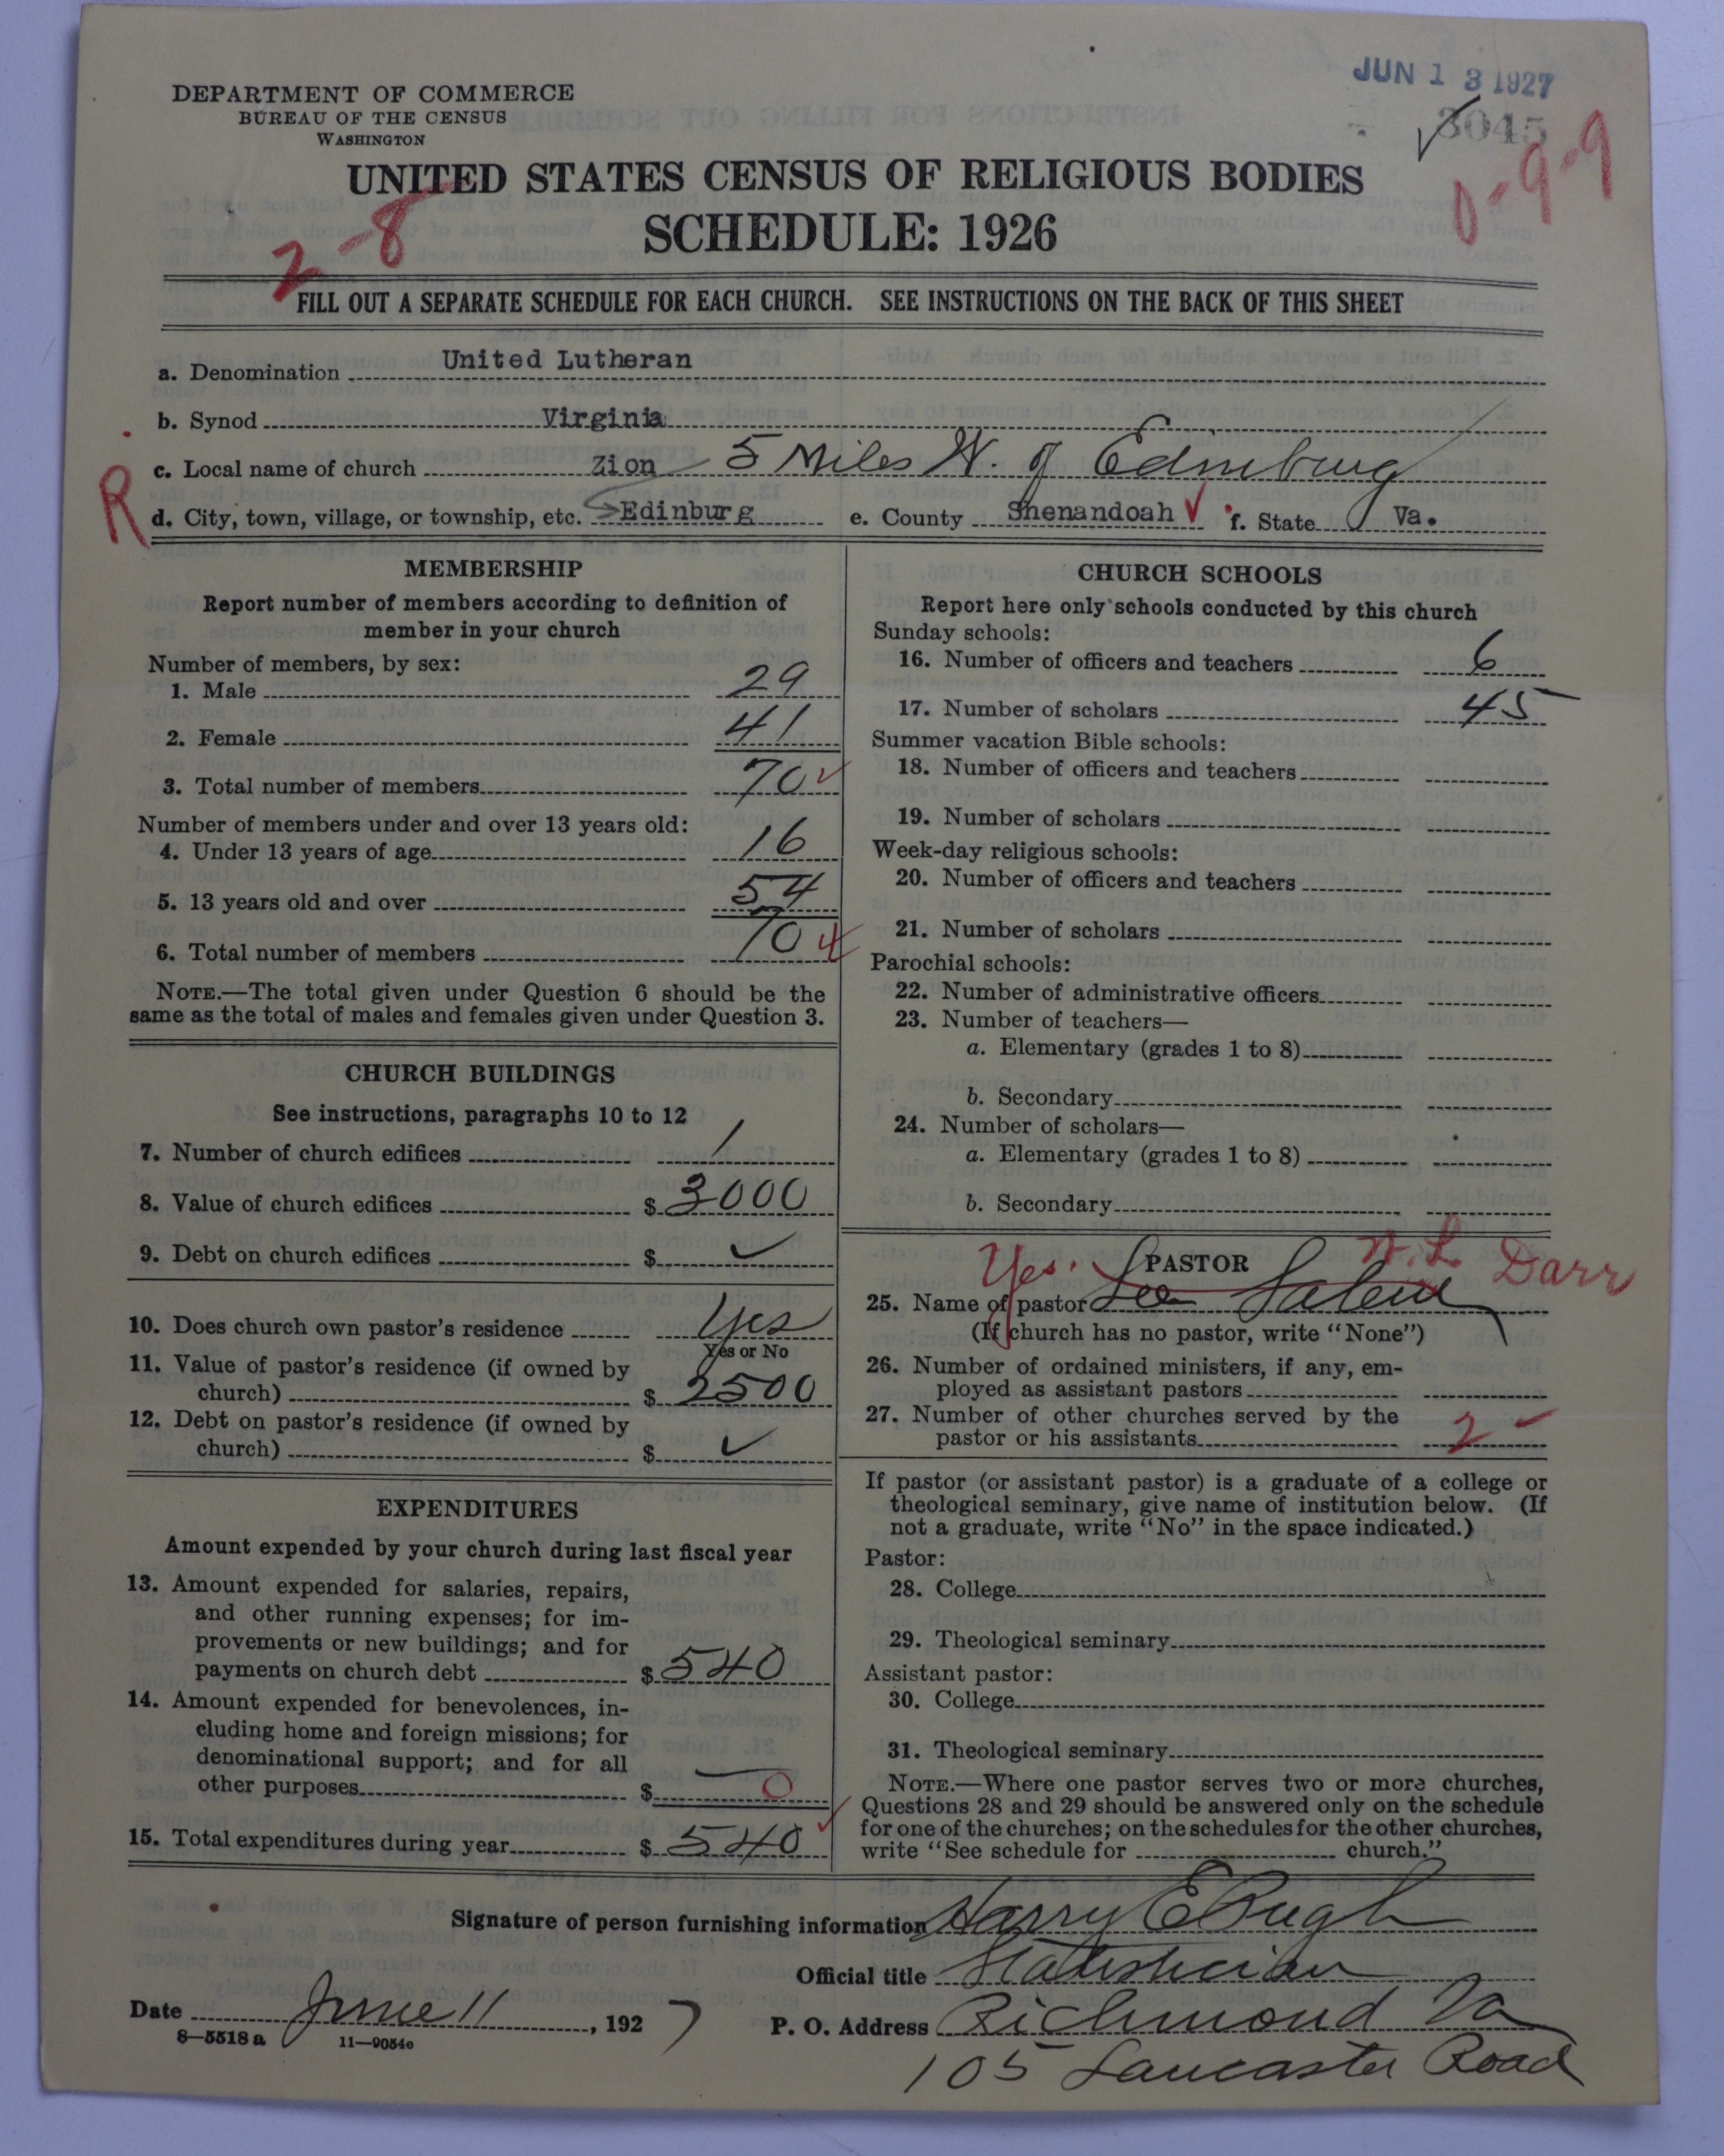 JUN 13 1927
DEPARTMENT OF COMMERCE
BUREAU OF THE CENSUS
WASHINGTON
3045
0-9-9
UNITED STATES CENSUS OF RELIGIOUS BODIES
SCHEDULE: 1926
2-8
FILL OUT A SEPARATE SCHEDULE FOR EACH CHURCH. SEE INSTRUCTIONS ON THE BACK OF THIS SHEET
a. Denomination United Lutheran
b. Synod Virginia
c. Local name of church Zion 5 Miles W. of Edinburg
R
d. City, town, village, or township, etc. Edinburg e. County Shenandoah f. State Va.
MEMBERSHIP
Report number of members according to definition of
member in your church
Number of members, by sex:
1. Male 29
2. Female 41
3. Total number of members 70
Number of members under and over 13 years old:
4. Under 13 years of age 16
5. 13 years old and over 54
6. Total number of members 70
NOTE.—The total given under Question 6 should be the
same as the total of males and females given under Question 3.
CHURCH BUILDINGS
See instructions, paragraphs 10 to 12
7. Number of church edifices 1
8. Value of church edifices $ 3000
9. Debt on church edifices $ ✓
10. Does church own pastor's residence Yes
Yes or No
11. Value of pastor's residence (if owned by
church) $ 2500
12. Debt on pastor's residence (if owned by
church) $ ✓
EXPENDITURES
Amount expended by your church during last fiscal year
13. Amount expended for salaries, repairs,
and other running expenses; for im-
provements or new buildings; and for
payments on church debt $ 540
14. Amount expended for benevolences, in-
cluding home and foreign missions; for
denominational support; and for all
other purposes $ 0
15. Total expenditures during year $ 540
CHURCH SCHOOLS
Report here only schools conducted by this church
Sunday schools:
16. Number of officers and teachers 6
17. Number of scholars 45
Summer vacation Bible schools:
18. Number of officers and teachers
19. Number of scholars
Week-day religious schools:
20. Number of officers and teachers
21. Number of scholars
Parochial schools:
22. Number of administrative officers
23. Number of teachers—
a. Elementary (grades 1 to 8)
b. Secondary
24. Number of scholars—
a. Elementary (grades 1 to 8)
b. Secondary
Yes. PASTOR Darr
25. Name of pastor See Salem
(If church has no pastor, write "None")
26. Number of ordained ministers, if any, em-
ployed as assistant pastors
27. Number of other churches served by the
pastor or his assistants 2
If pastor (or assistant pastor) is a graduate of a college or
theological seminary, give name of institution below. (If
not a graduate, write "No" in the space indicated.)
Pastor:
28. College
29. Theological seminary
Assistant pastor:
30. College
31. Theological seminary
NOTE.—Where one pastor serves two or more churches,
Questions 28 and 29 should be answered only on the schedule
for one of the churches; on the schedules for the other churches,
write "See schedule for church."
Signature of person furnishing information Harry E Pugh
Official title Statistician
Date June 11, 1927 P. O. Address Richmond Va
8—5518 a 11—9054c
105 Lancaster Road